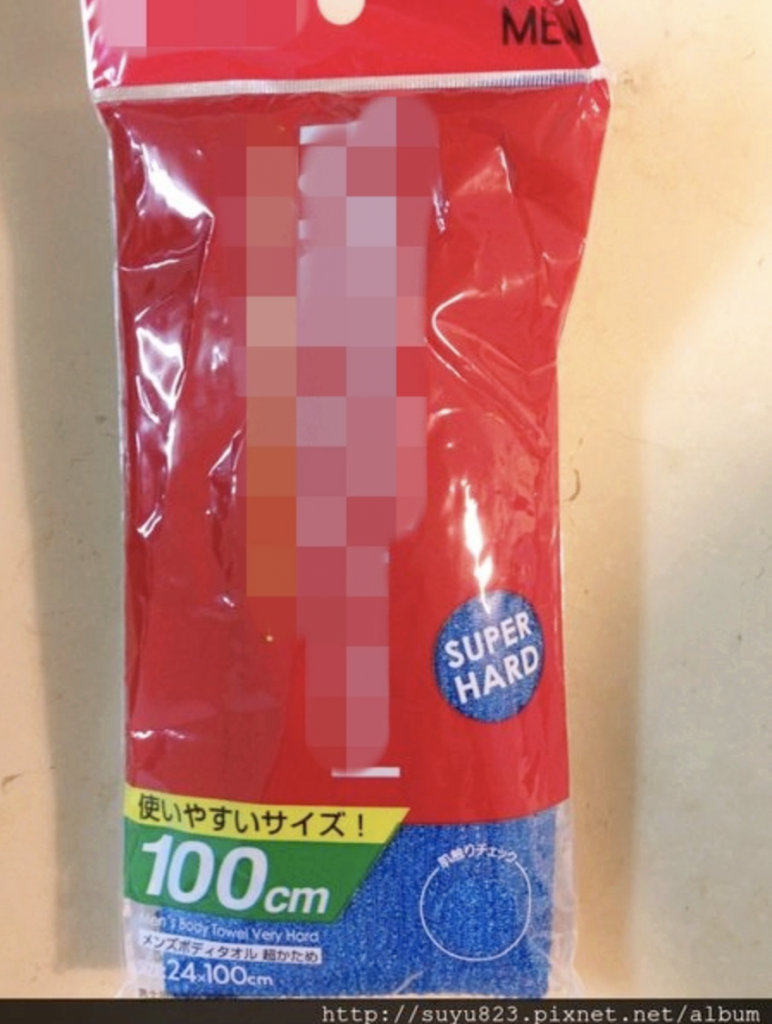 MEN
SUPER
HARD
使いやすいサイズ！
100cm
Men's Body Towel Very Hard
肌触りチェック
メンズボディタオル 超かため
24×100cm
http://suyu823.pixnet.net/album